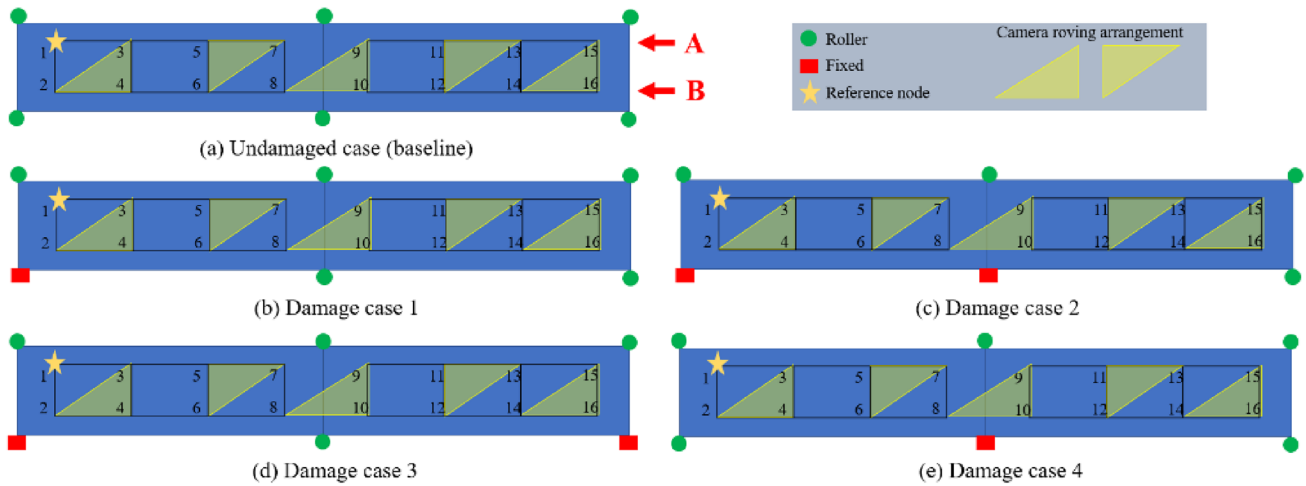 1 3 5 7 9 11 13 15
2 4 6 8 10 12 14 16
A
B
(a) Undamaged case (baseline)
Roller
Fixed
Reference node
Camera roving arrangement
1 3 5 7 9 11 13 15
2 4 6 8 10 12 14 16
(b) Damage case 1
1 3 5 7 9 11 13 15
2 4 6 8 10 12 14 16
(c) Damage case 2
1 3 5 7 9 11 13 15
2 4 6 8 10 12 14 16
(d) Damage case 3
1 3 5 7 9 11 13 15
2 4 6 8 10 12 14 16
(e) Damage case 4